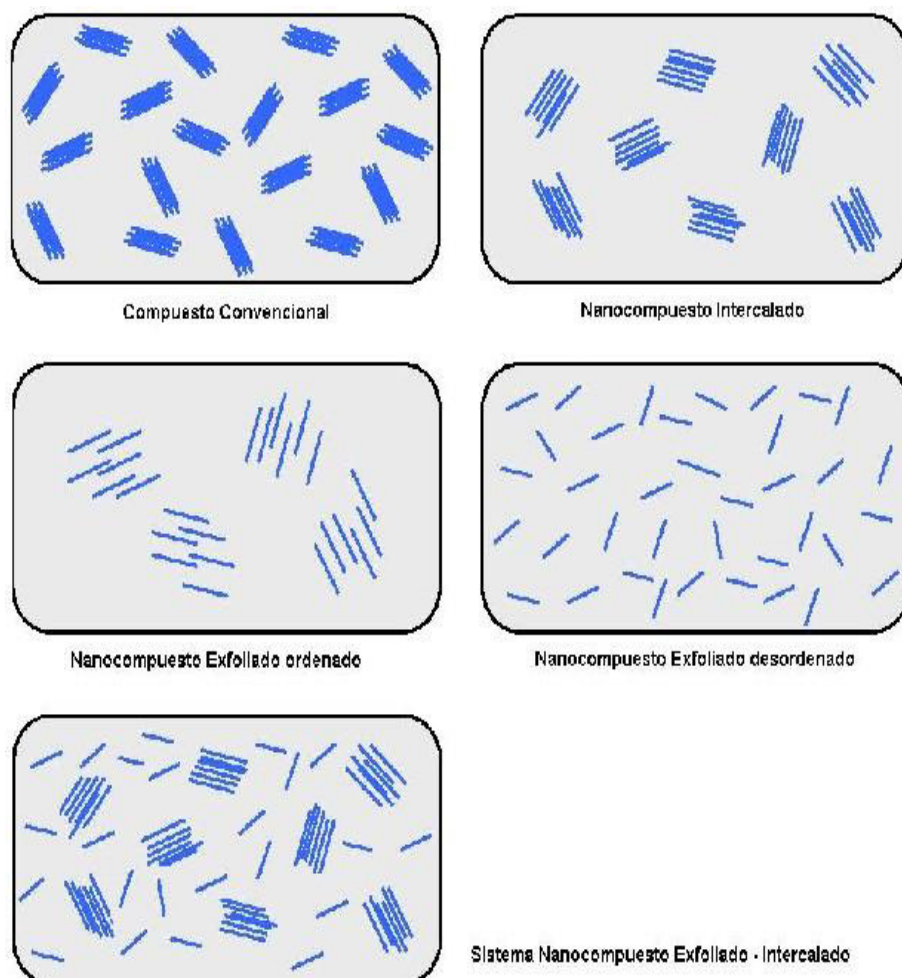 Compuesto Convencional
Nanocompuesto Intercalado
Nanocompuesto Exfoliado ordenado
Nanocompuesto Exfoliado desordenado
Sistema Nanocompuesto Exfoliado - Intercalado